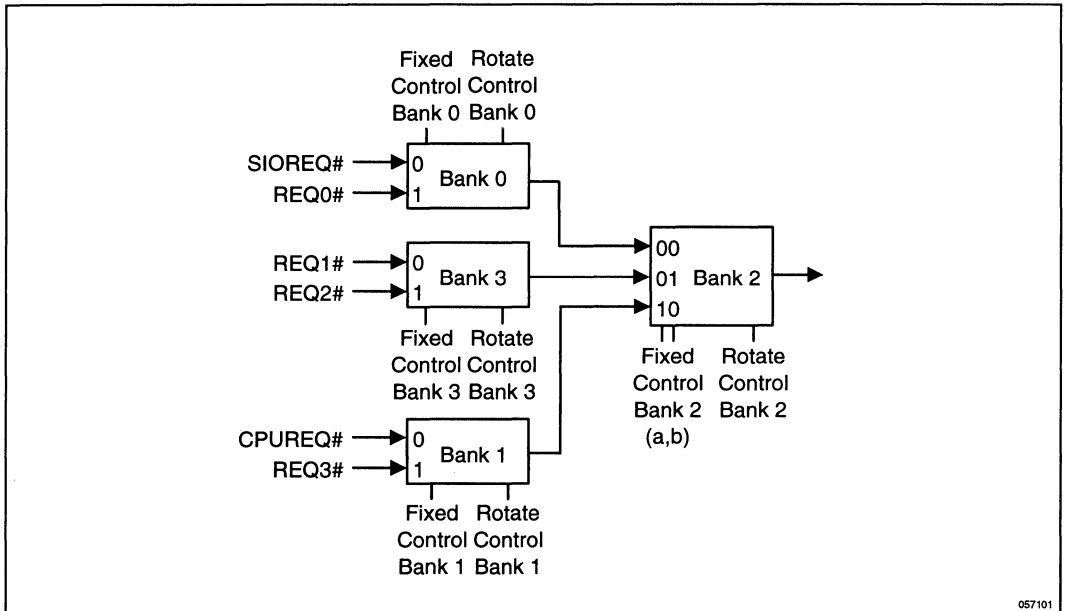 Fixed Rotate
Control Control
Bank 0 Bank 0
SIOREQ# 0
REQ0# 1
Bank 0
REQ1# 0
REQ2# 1
Bank 3
Fixed Rotate
Control Control
Bank 3 Bank 3
CPUREQ# 0
REQ3# 1
Bank 1
Fixed Rotate
Control Control
Bank 1 Bank 1
00
01 Bank 2
10
Fixed Rotate
Control Control
Bank 2 Bank 2
(a,b)
057101